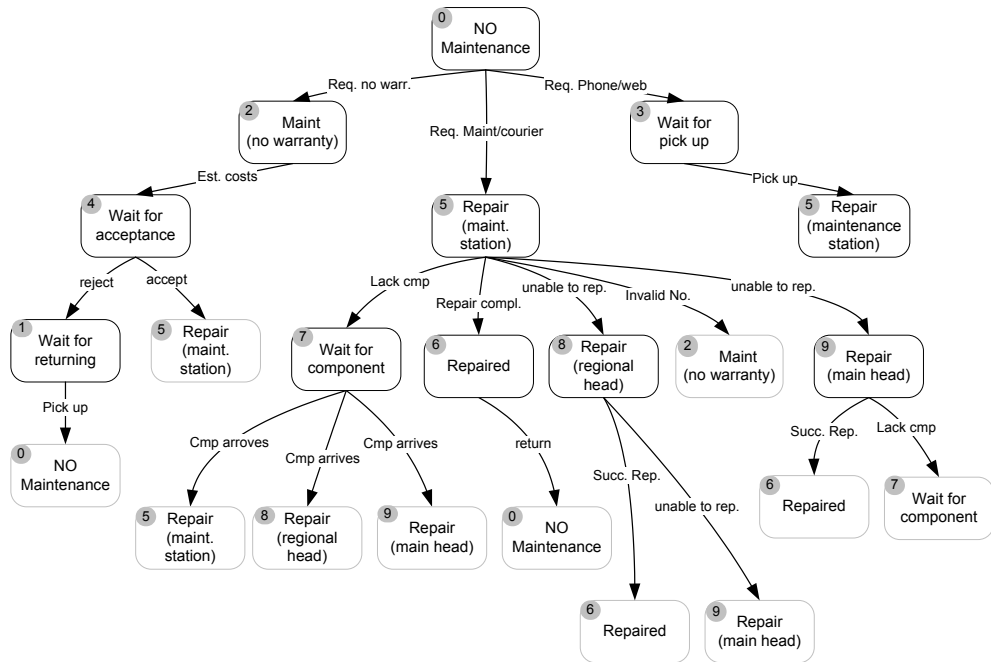 0
NO
Maintenance
Req. no warr.
Req. Phone/web
Req. Maint/courier
2
Maint
(no warranty)
3
Wait for
pick up
Est. costs
Pick up
4
Wait for
acceptance
5
Repair
(maint.
station)
5
Repair
(maintenance
station)
reject
accept
Lack cmp
Repair compl.
unable to rep.
Invalid No.
unable to rep.
1
Wait for
returning
5
Repair
(maint.
station)
7
Wait for
component
6
Repaired
8
Repair
(regional
head)
2
Maint
(no warranty)
9
Repair
(main head)
Pick up
Cmp arroves
Cmp arrives
Cmp arrives
return
Succ. Rep.
unable to rep.
Succ. Rep.
Lack cmp
0
NO
Maintenance
5
Repair
(maint.
station)
8
Repair
(regional
head)
9
Repair
(main head)
0
NO
Maintenance
6
Repaired
7
Wait for
component
6
Repaired
9
Repair
(main head)